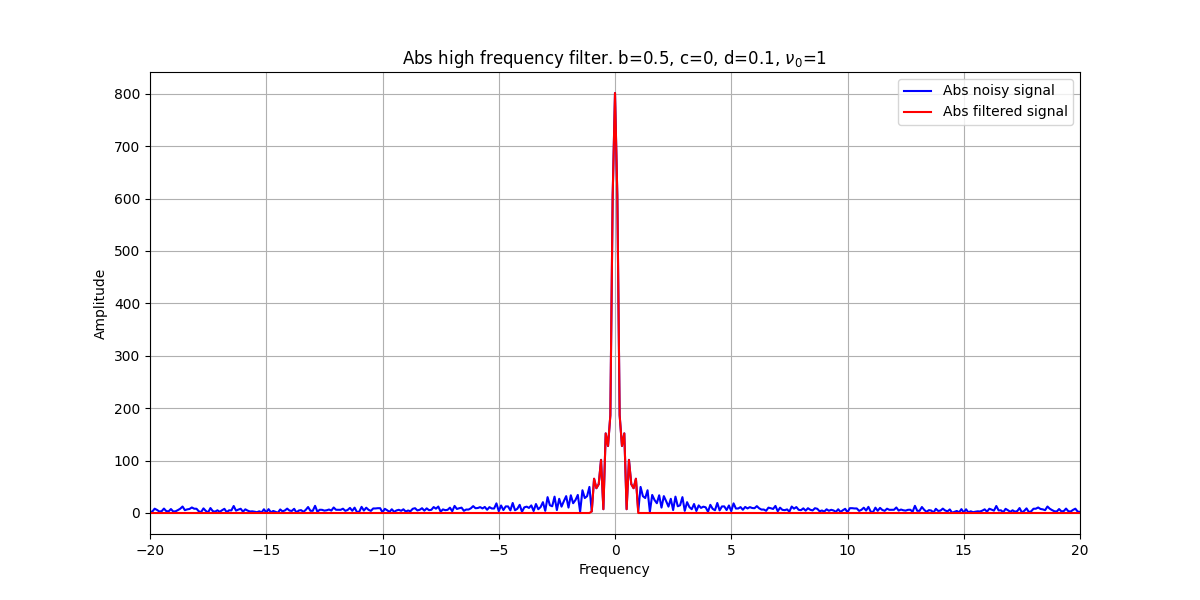 Abs high frequency filter. b=0.5, c=0, d=0.1, ν₀=1
Abs noisy signal
Abs filtered signal
Amplitude
800
700
600
500
400
300
200
100
0
−20 −15 −10 −5 0 5 10 15 20
Frequency